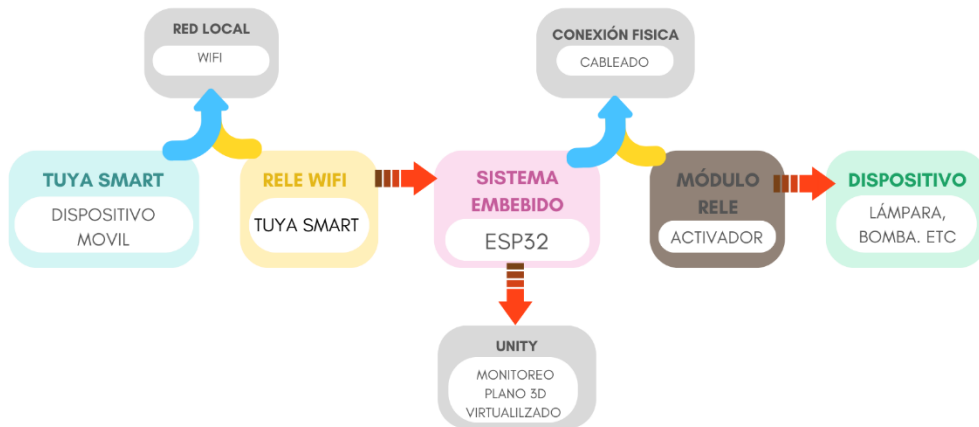 RED LOCAL
WIFI
CONEXIÓN FISICA
CABLEADO
TUYA SMART
DISPOSITIVO
MOVIL
RELE WIFI
TUYA SMART
SISTEMA
EMBEBIDO
ESP32
MÓDULO
RELE
ACTIVADOR
DISPOSITIVO
LÁMPARA,
BOMBA. ETC
UNITY
MONITOREO
PLANO 3D
VIRTUALILZADO